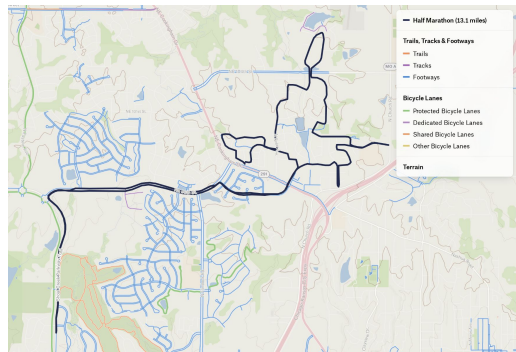 Half Marathon (13.1 miles)
Trails, Tracks & Footways
Trails
Tracks
Footways
Bicycle Lanes
Protected Bicycle Lanes
Dedicated Bicycle Lanes
Shared Bicycle Lanes
Other Bicycle Lanes
Terrain